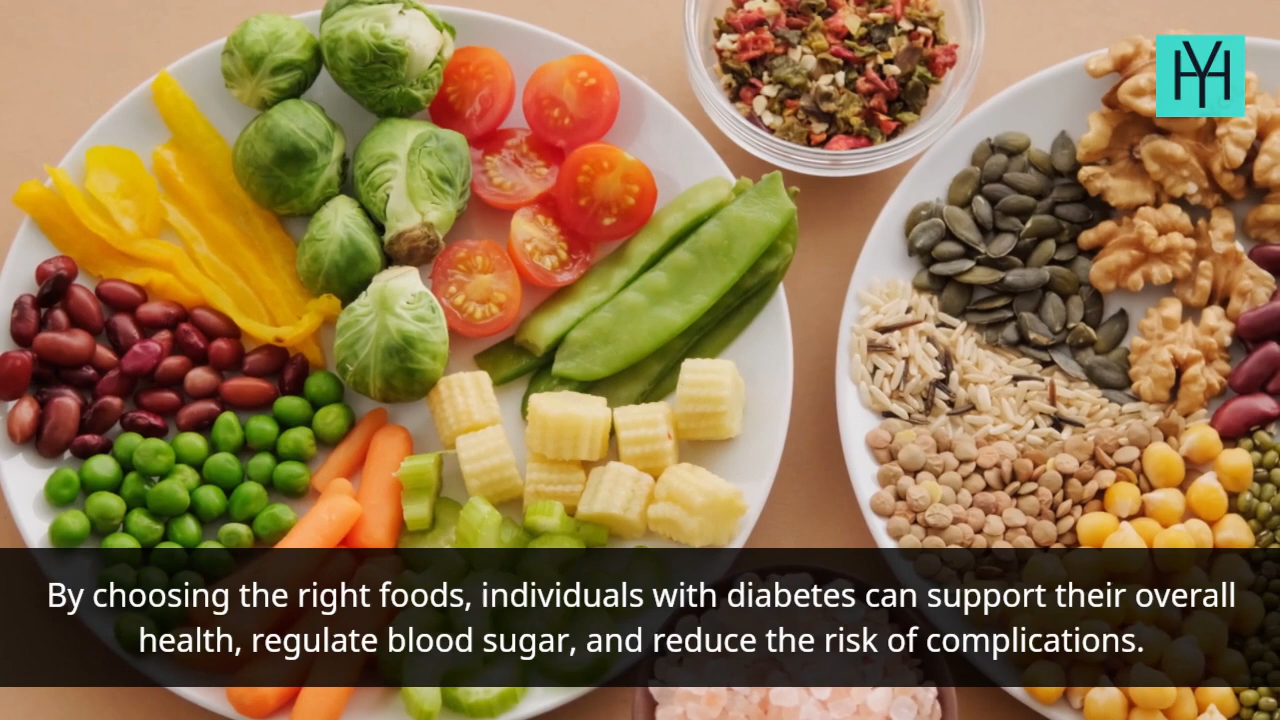 HY
By choosing the right foods, individuals with diabetes can support their overall
health, regulate blood sugar, and reduce the risk of complications.